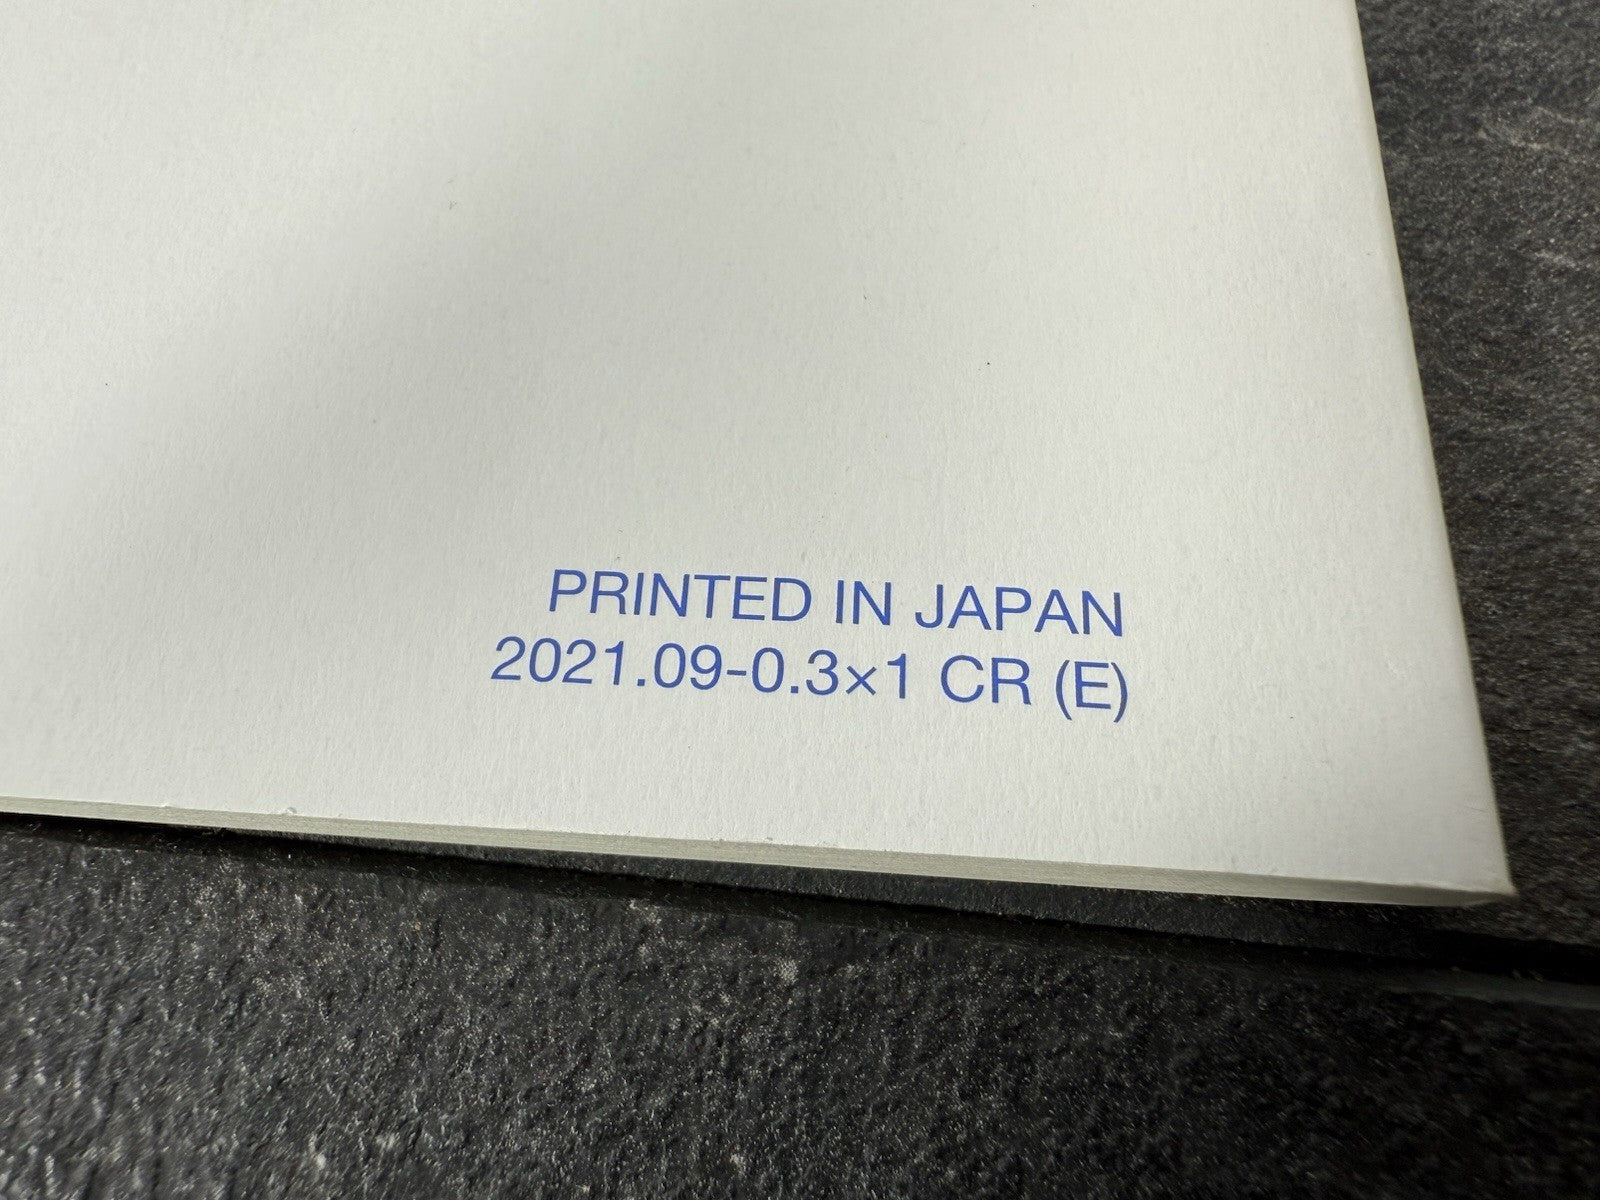 PRINTED IN JAPAN
2021.09-0.3×1 CR (E)